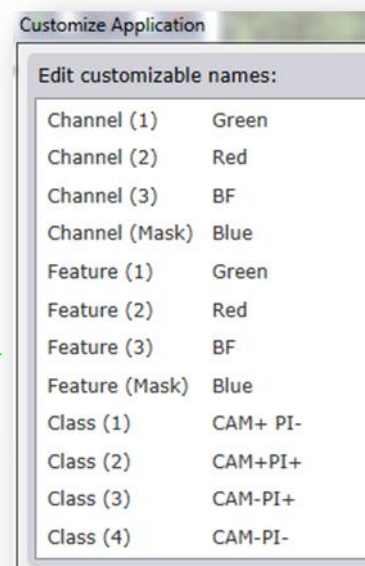 Customize Application
Edit customizable names:
Channel (1) Green
Channel (2) Red
Channel (3) BF
Channel (Mask) Blue
Feature (1) Green
Feature (2) Red
Feature (3) BF
Feature (Mask) Blue
Class (1) CAM+ PI-
Class (2) CAM+PI+
Class (3) CAM-PI+
Class (4) CAM-PI-